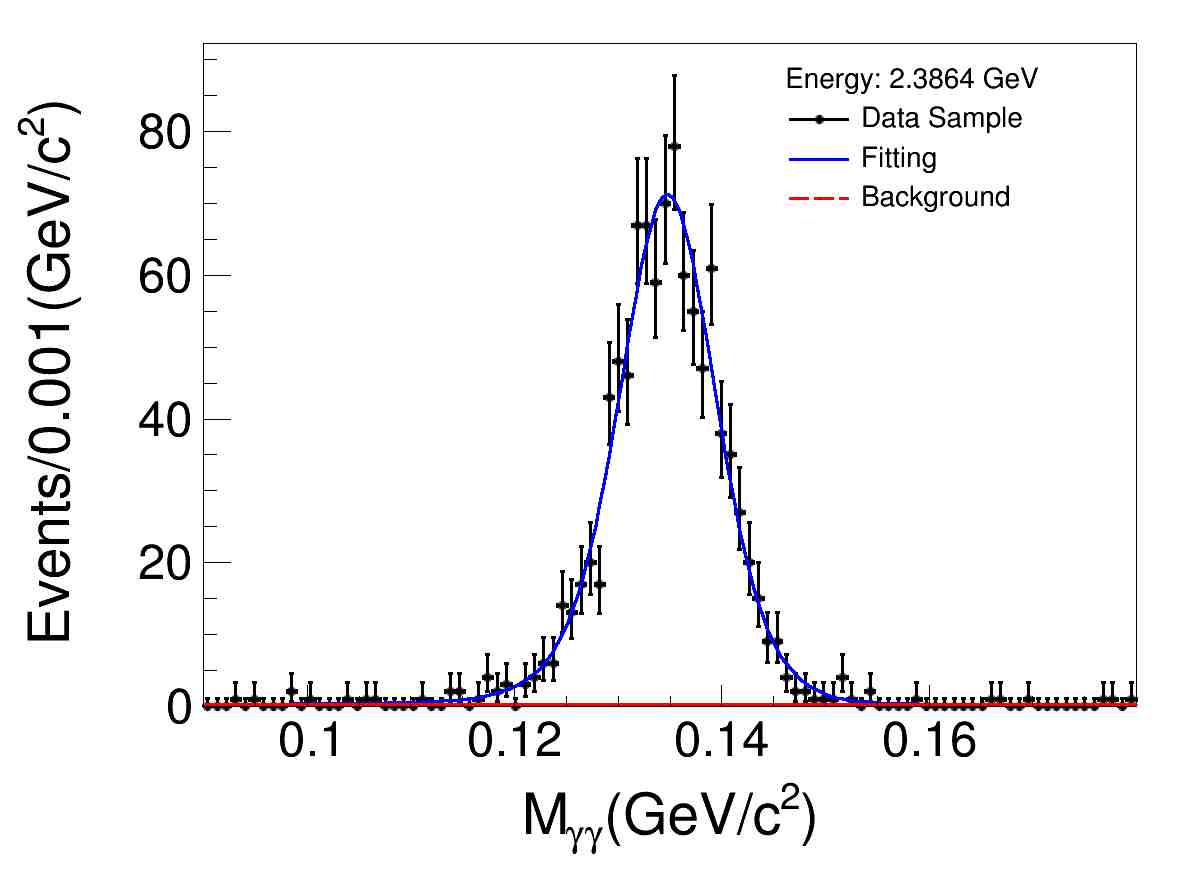 Energy: 2.3864 GeV
Data Sample
Fitting
Background
Events/0.001(GeV/c²)
80
60
40
20
0
0.1 0.12 0.14 0.16
Mγγ(GeV/c²)